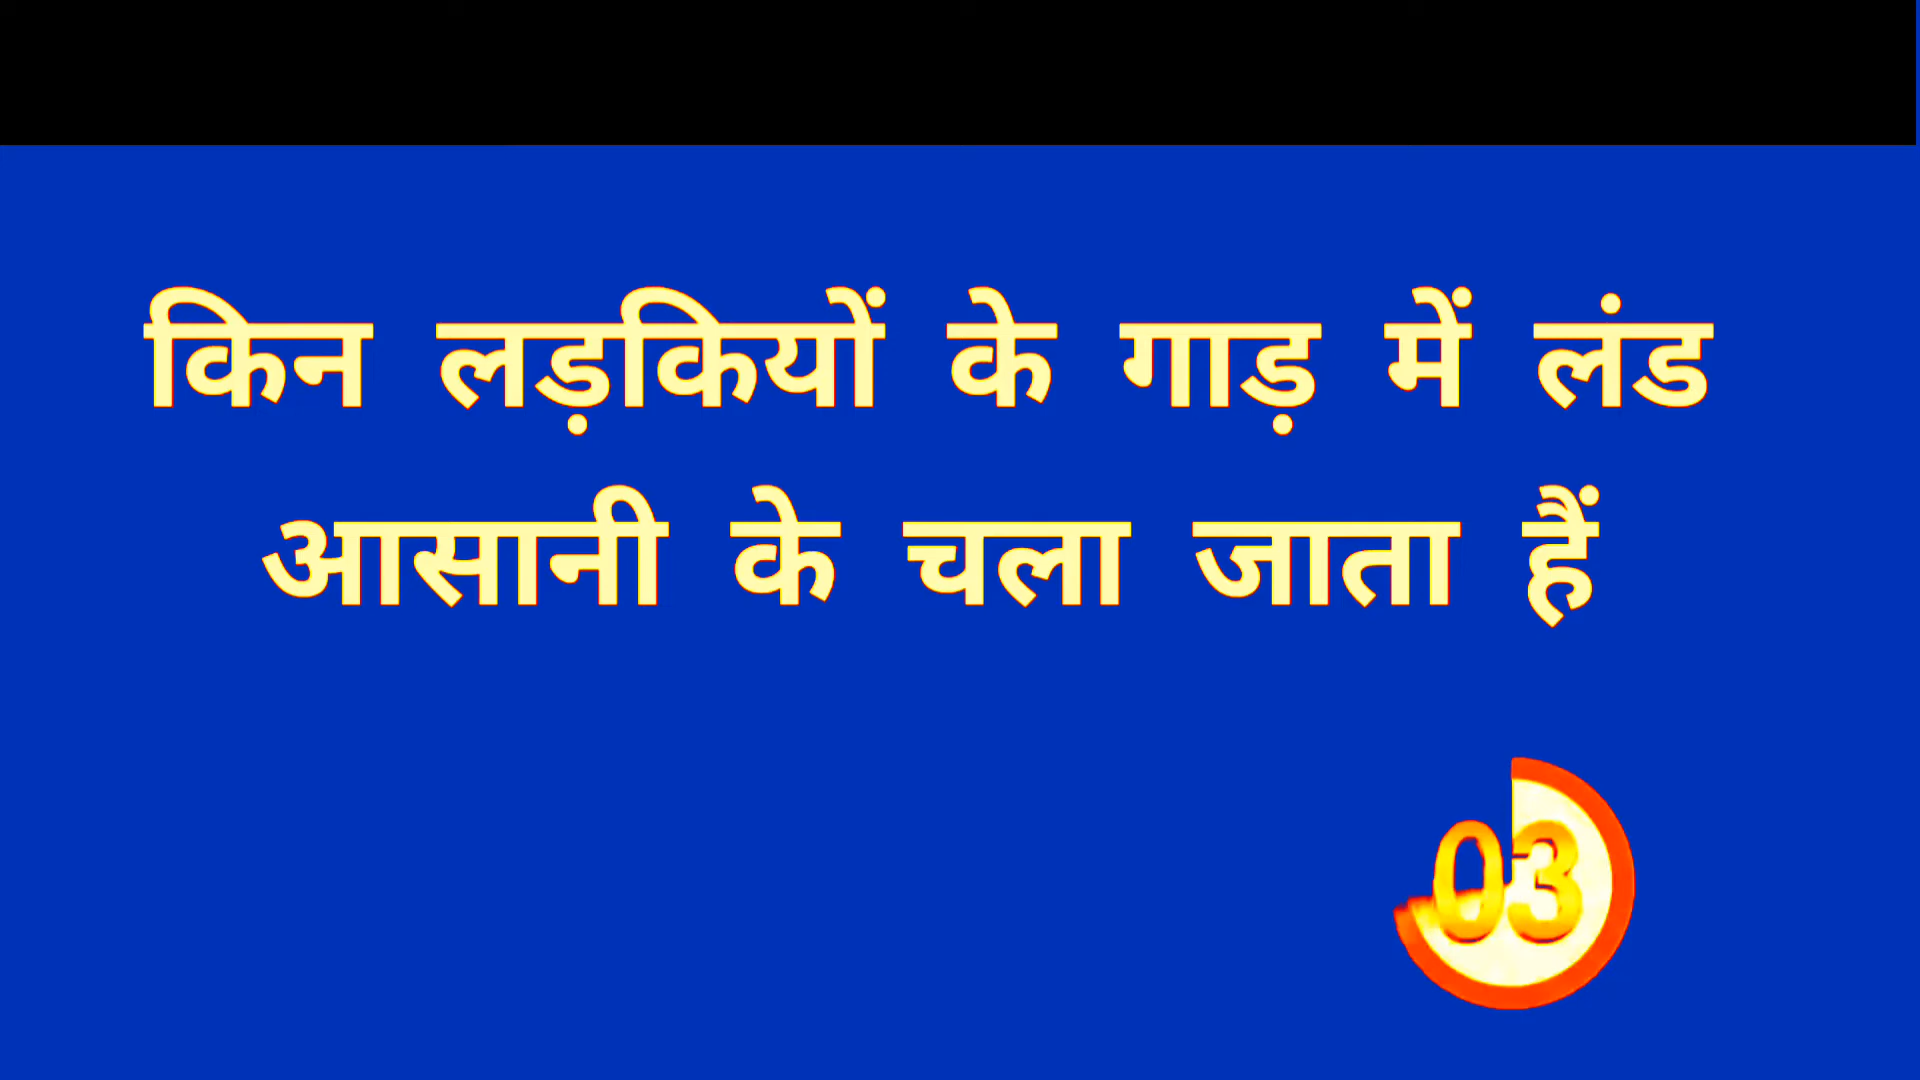 किन लड़कियों के गाड़ में लंड
आसानी के चला जाता हैं
03